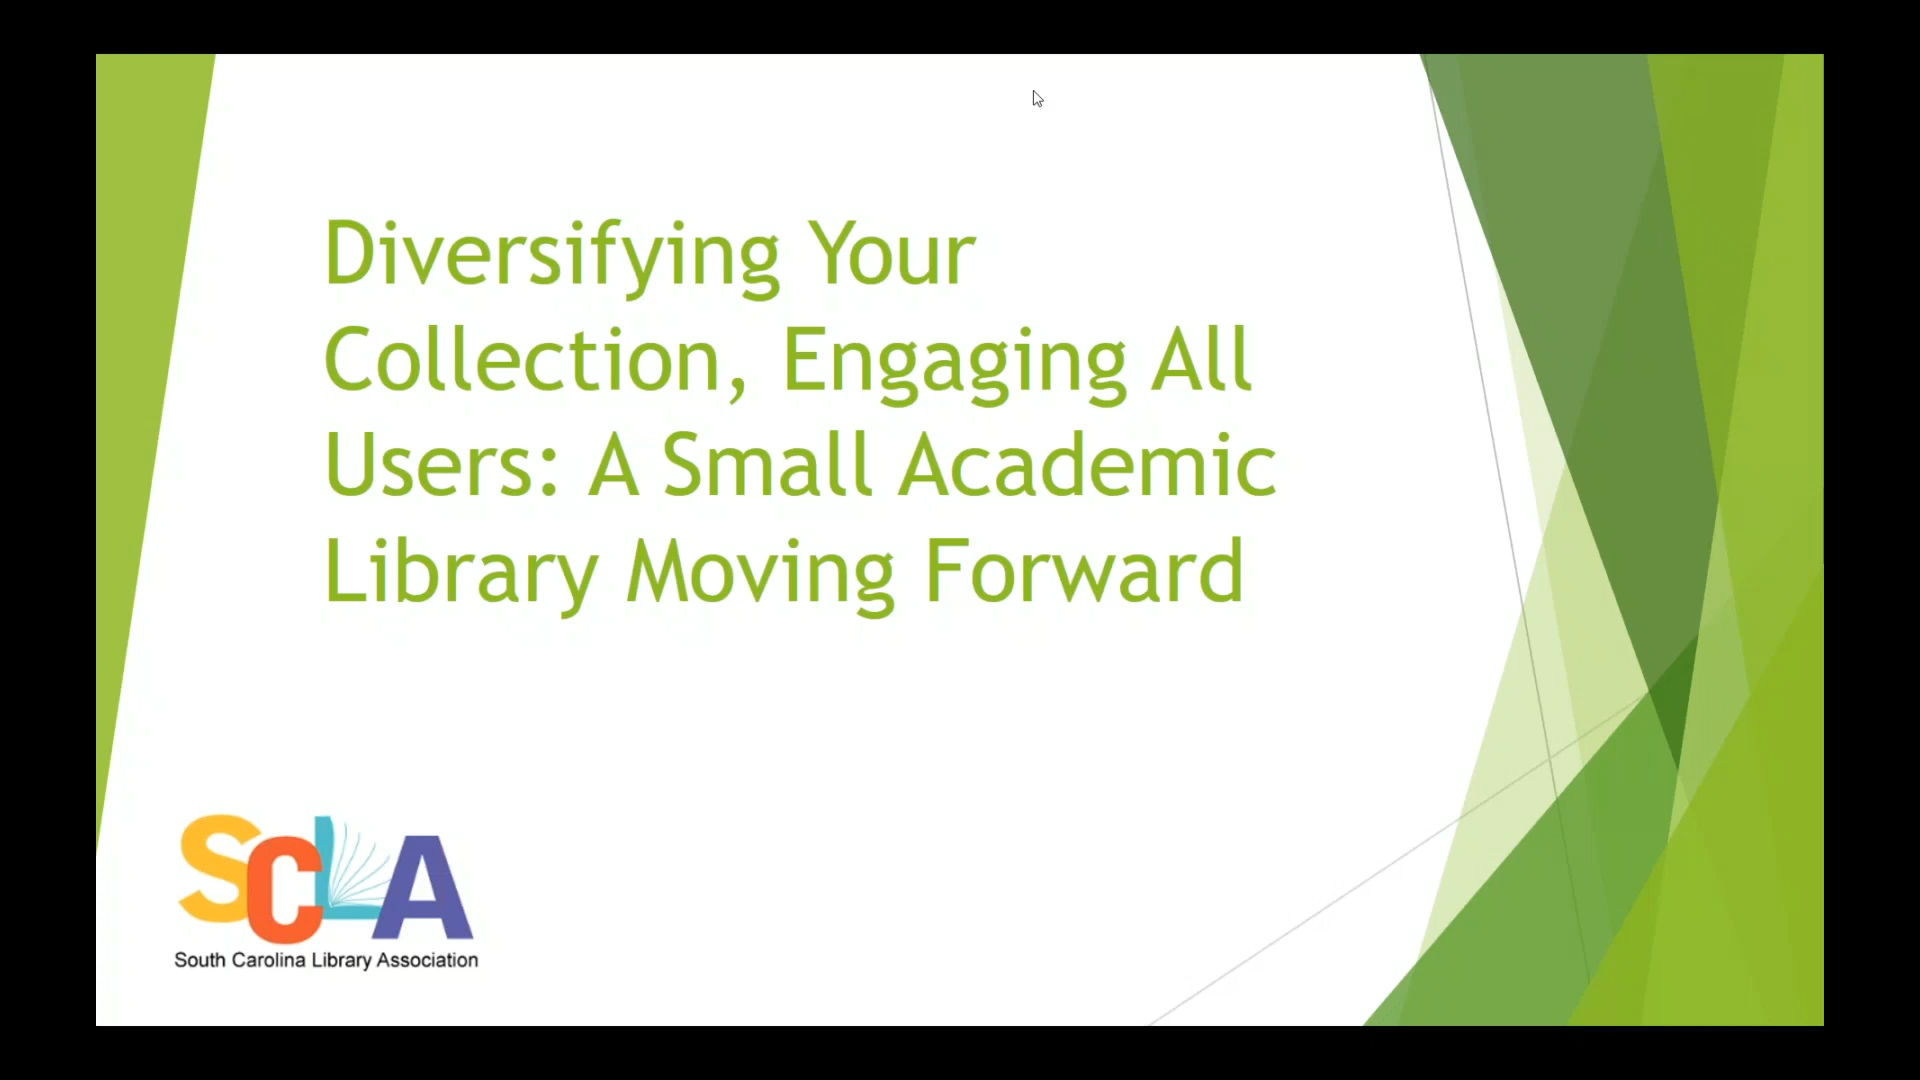 Diversifying Your
Collection, Engaging All
Users: A Small Academic
Library Moving Forward
SCLA
South Carolina Library Association